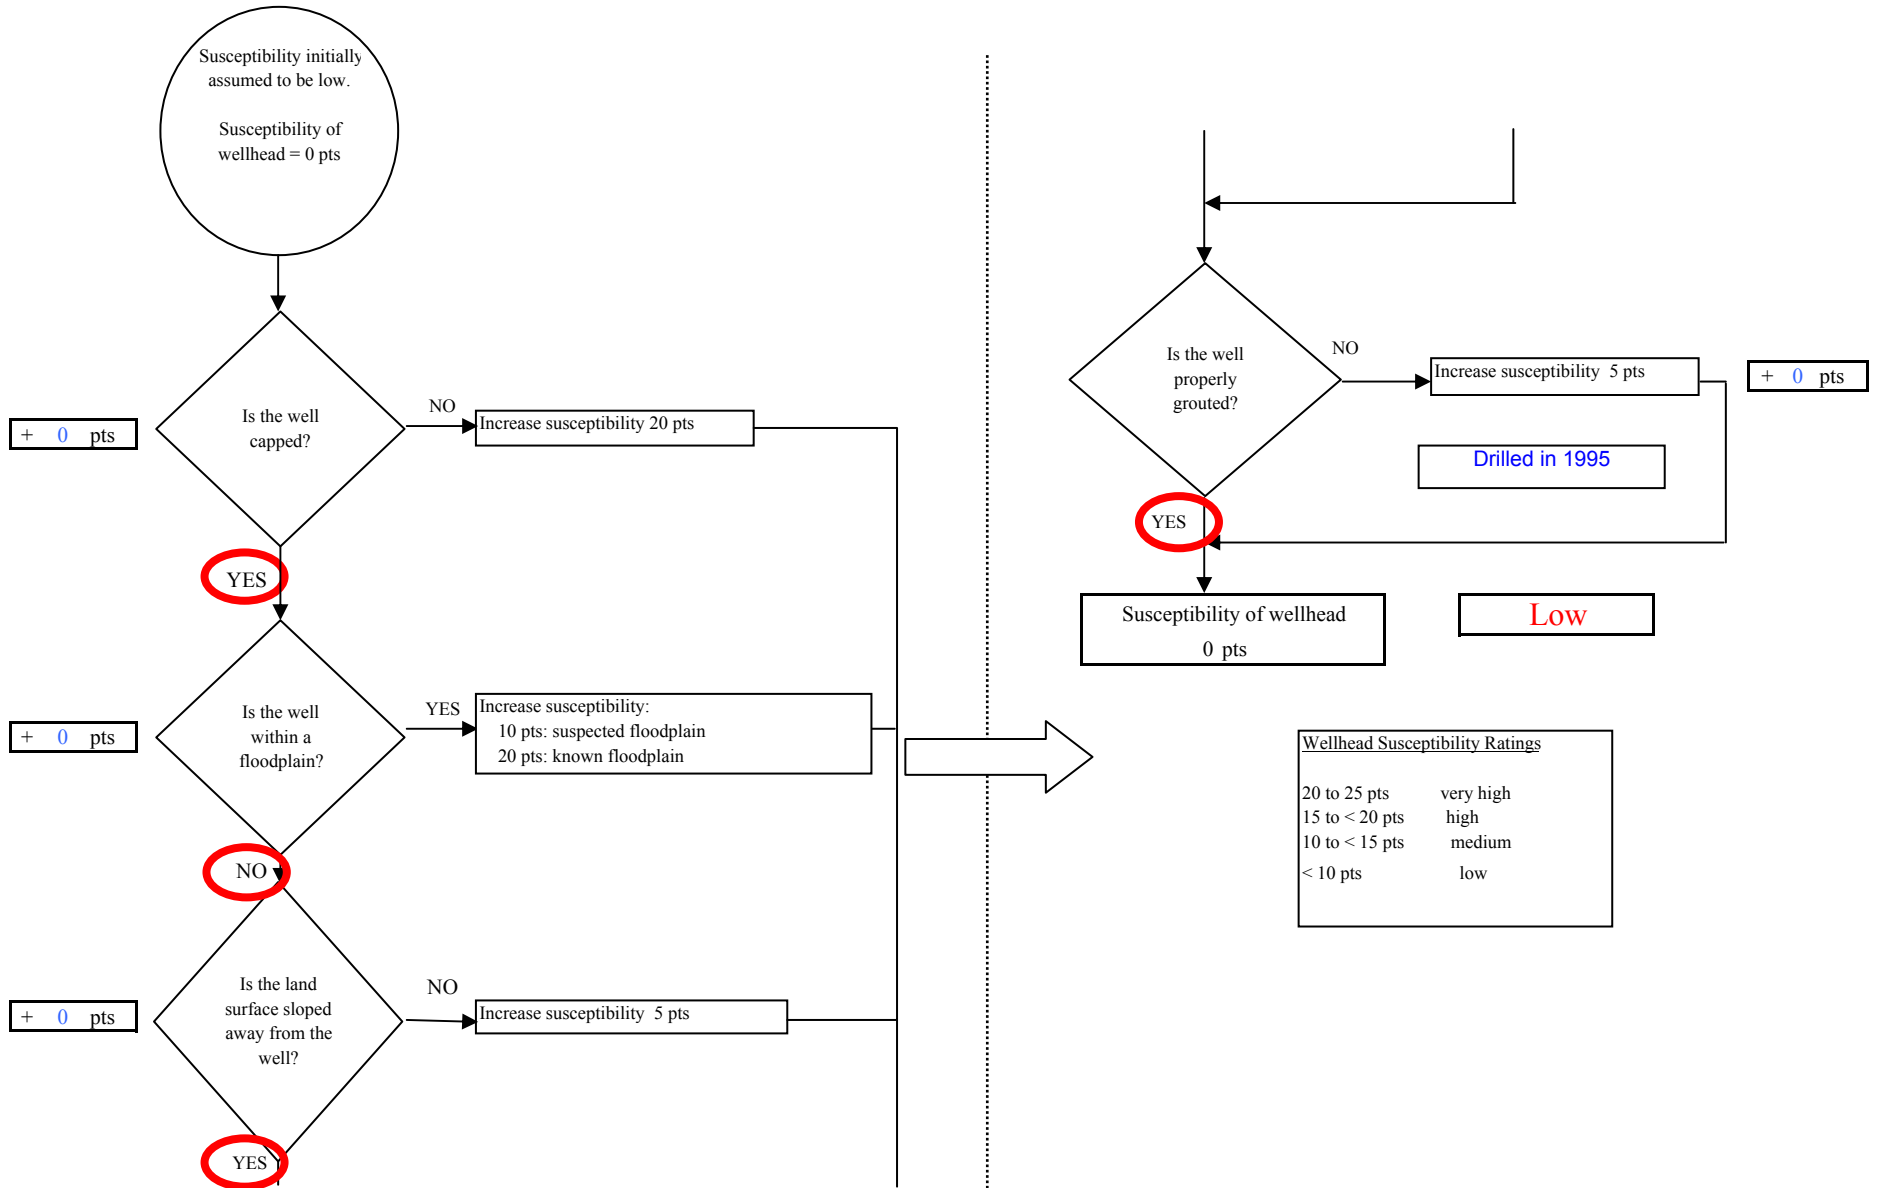 Susceptibility initially
assumed to be low.
Susceptibility of
wellhead = 0 pts
Is the well
capped?
NO
Increase susceptibility 20 pts
+ 0 pts
YES
Is the well
within a
floodplain?
YES
Increase susceptibility:
10 pts: suspected floodplain
20 pts: known floodplain
+ 0 pts
NO
Is the land
surface sloped
away from the
well?
NO
Increase susceptibility 5 pts
+ 0 pts
YES
Is the well
properly
grouted?
NO
Increase susceptibility 5 pts
+ 0 pts
Drilled in 1995
YES
Susceptibility of wellhead
0 pts
Low
Wellhead Susceptibility Ratings
20 to 25 pts very high
15 to < 20 pts high
10 to < 15 pts medium
< 10 pts low